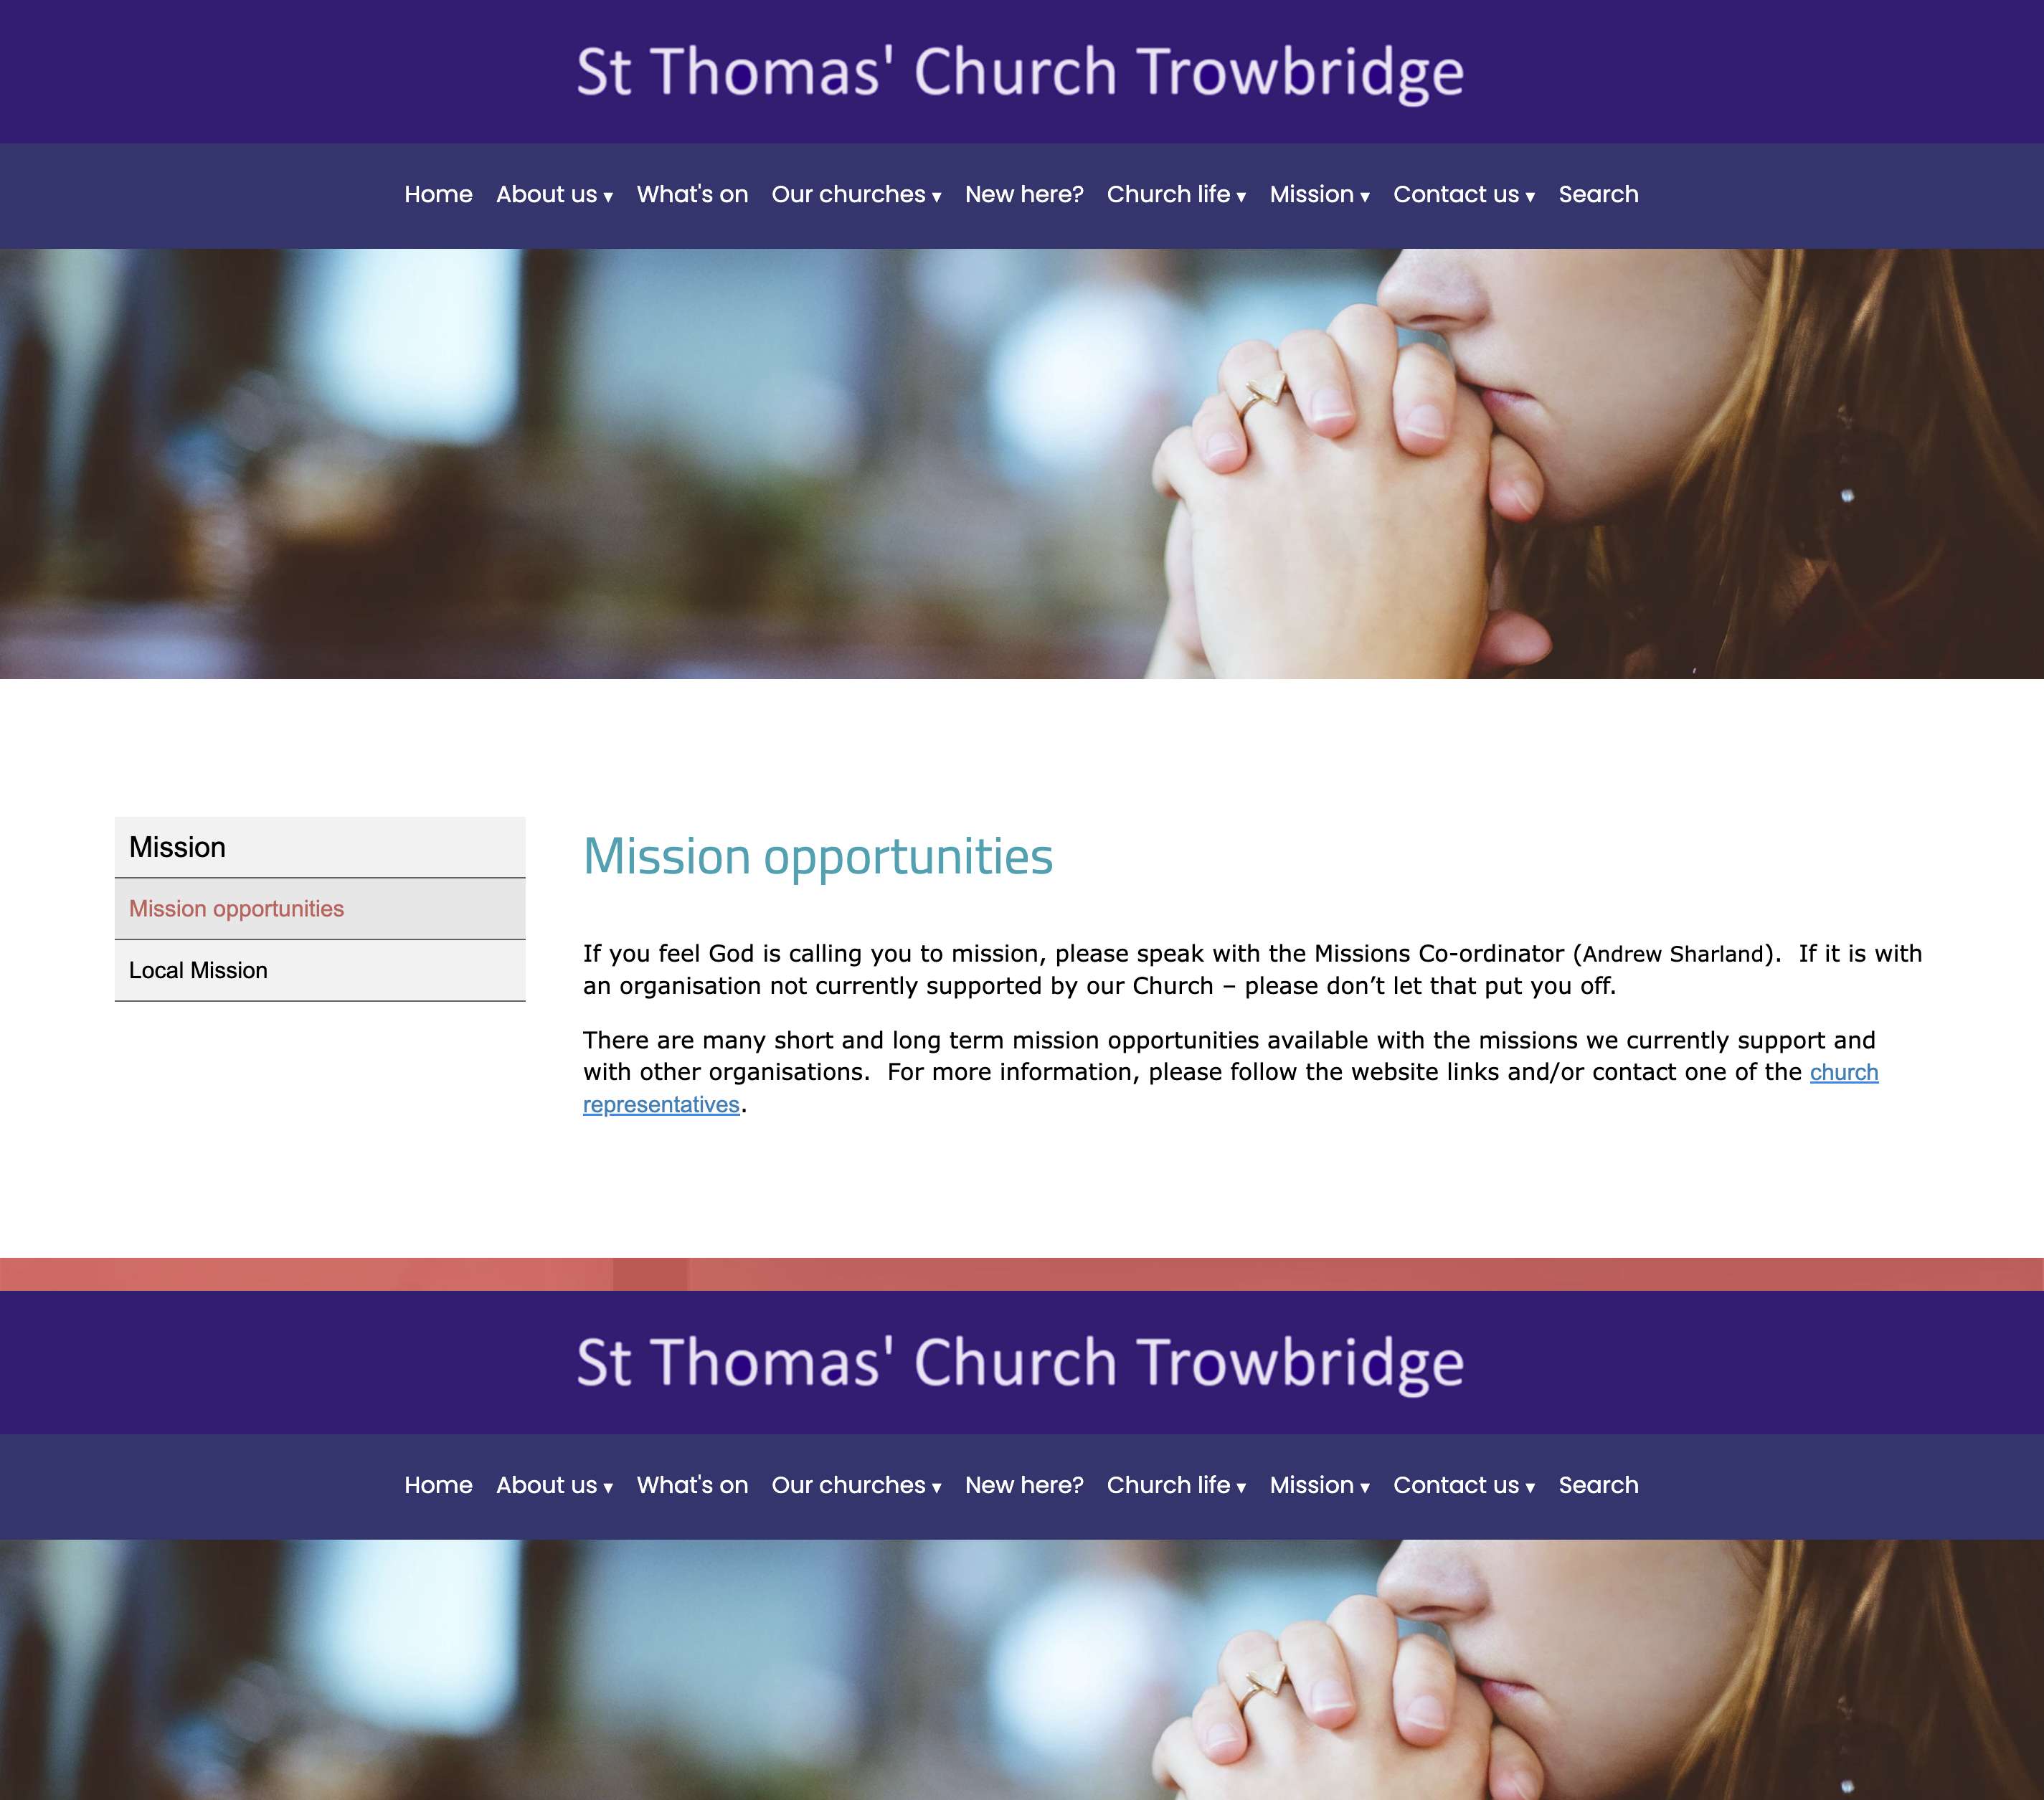 St Thomas' Church Trowbridge
Home About us ▾ What's on Our churches ▾ New here? Church life ▾ Mission ▾ Contact us ▾ Search
Mission
Mission opportunities
Local Mission
Mission opportunities
If you feel God is calling you to mission, please speak with the Missions Co-ordinator (Andrew Sharland).  If it is with
an organisation not currently supported by our Church – please don’t let that put you off.
There are many short and long term mission opportunities available with the missions we currently support and
with other organisations.  For more information, please follow the website links and/or contact one of the church
representatives.
St Thomas' Church Trowbridge
Home About us ▾ What's on Our churches ▾ New here? Church life ▾ Mission ▾ Contact us ▾ Search